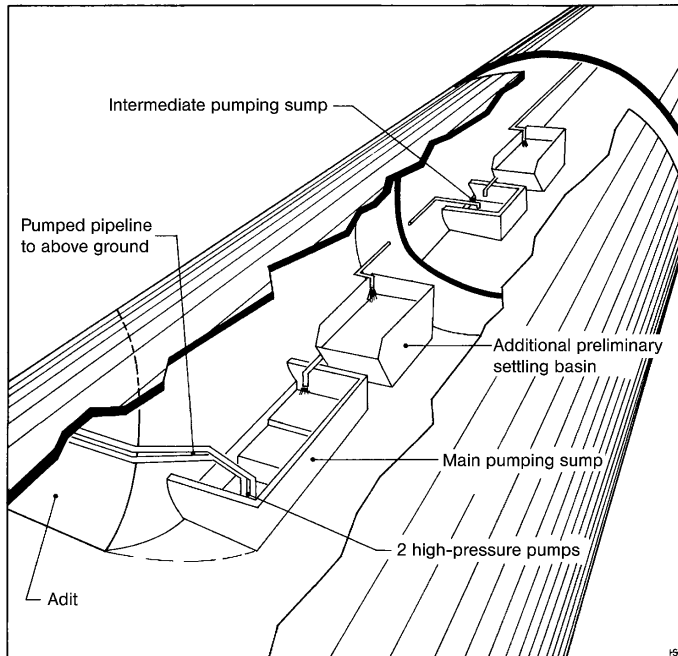 Intermediate pumping sump
Pumped pipeline
to above ground
Additional preliminary
settling basin
Main pumping sump
2 high-pressure pumps
Adit